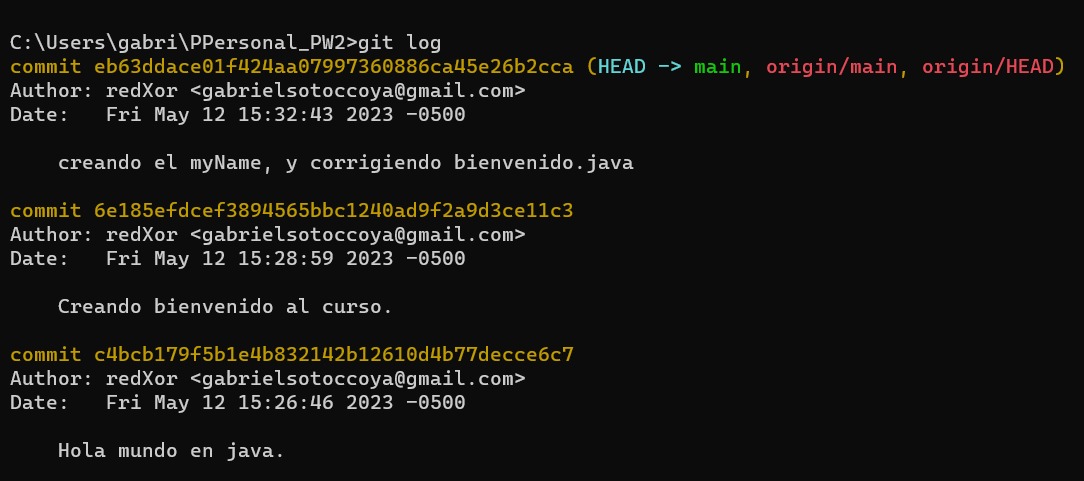 C:\Users\gabri\PPersonal_PW2>git log
commit eb63ddace01f424aa07997360886ca45e26b2cca (HEAD -> main, origin/main, origin/HEAD)
Author: redXor <gabrielsotoccoya@gmail.com>
Date:   Fri May 12 15:32:43 2023 -0500
creando el myName, y corrigiendo bienvenido.java
commit 6e185efdcef3894565bbc1240ad9f2a9d3ce11c3
Author: redXor <gabrielsotoccoya@gmail.com>
Date:   Fri May 12 15:28:59 2023 -0500
Creando bienvenido al curso.
commit c4bcb179f5b1e4b832142b12610d4b77decce6c7
Author: redXor <gabrielsotoccoya@gmail.com>
Date:   Fri May 12 15:26:46 2023 -0500
Hola mundo en java.